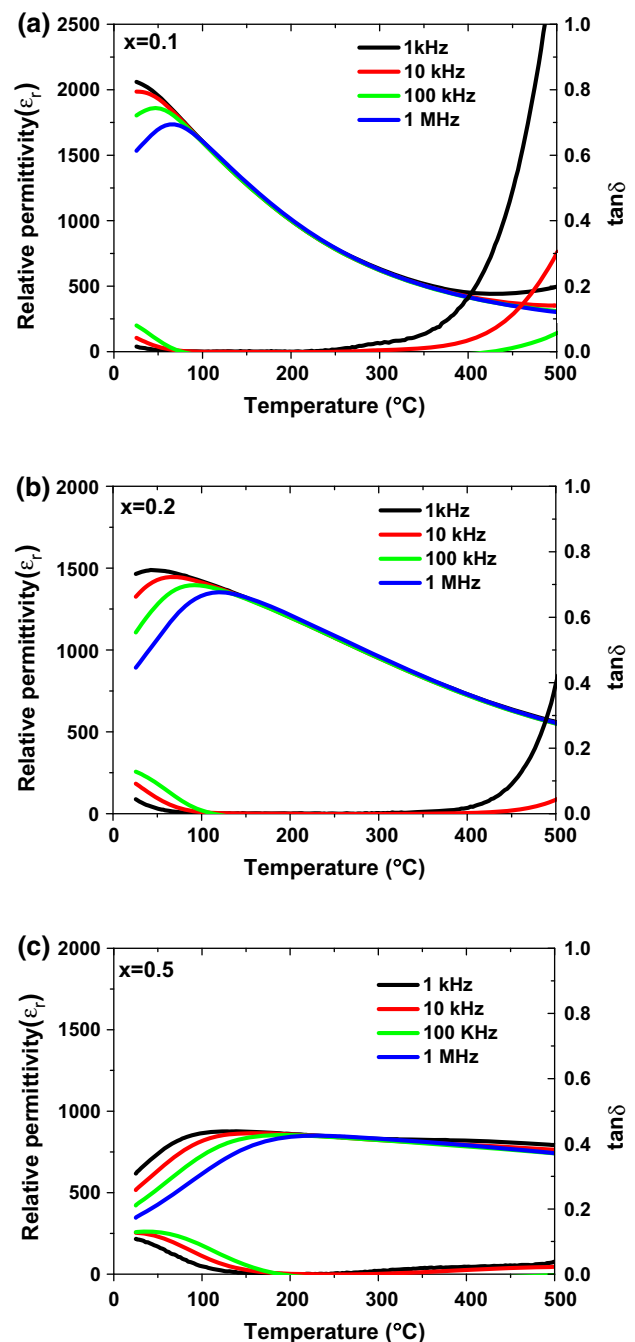 (a)
x=0.1
1kHz
10 kHz
100 kHz
1 MHz
Relative permittivity(εr)
2500
2000
1500
1000
500
0
tanδ
1.0
0.8
0.6
0.4
0.2
0.0
0 100 200 300 400 500
Temperature (°C)
(b)
x=0.2
1kHz
10 kHz
100 kHz
1 MHz
Relative permittivity(εr)
2000
1500
1000
500
0
tanδ
1.0
0.8
0.6
0.4
0.2
0.0
0 100 200 300 400 500
Temperature (°C)
(c)
x=0.5
1 kHz
10 kHz
100 KHz
1 MHz
Relative permittivity(εr)
2000
1500
1000
500
0
tanδ
1.0
0.8
0.6
0.4
0.2
0.0
0 100 200 300 400 500
Temperature (°C)